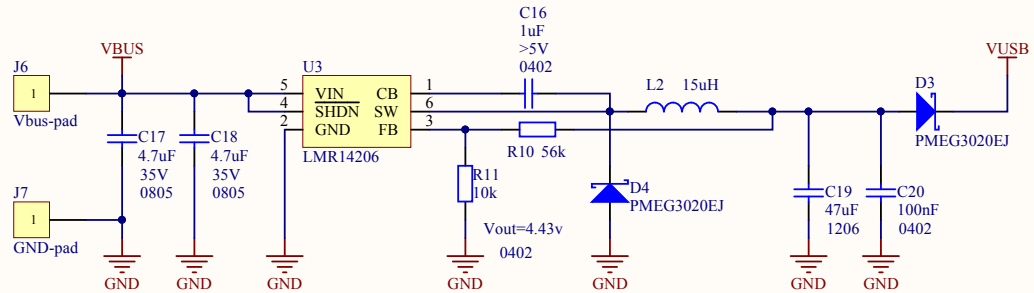 J6
1
Vbus-pad
J7
1
GND-pad
VBUS
C17
4.7uF
35V
0805
C18
4.7uF
35V
0805
GND
GND
U3
5 VIN CB 1
4 SHDN SW 6
2 GND FB 3
LMR14206
GND
C16
1uF
>5V
0402
L2 15uH
R10 56k
R11
10k
Vout=4.43v
0402
GND
D4
PMEG3020EJ
GND
C19
47uF
1206
GND
C20
100nF
0402
GND
D3
PMEG3020EJ
VUSB